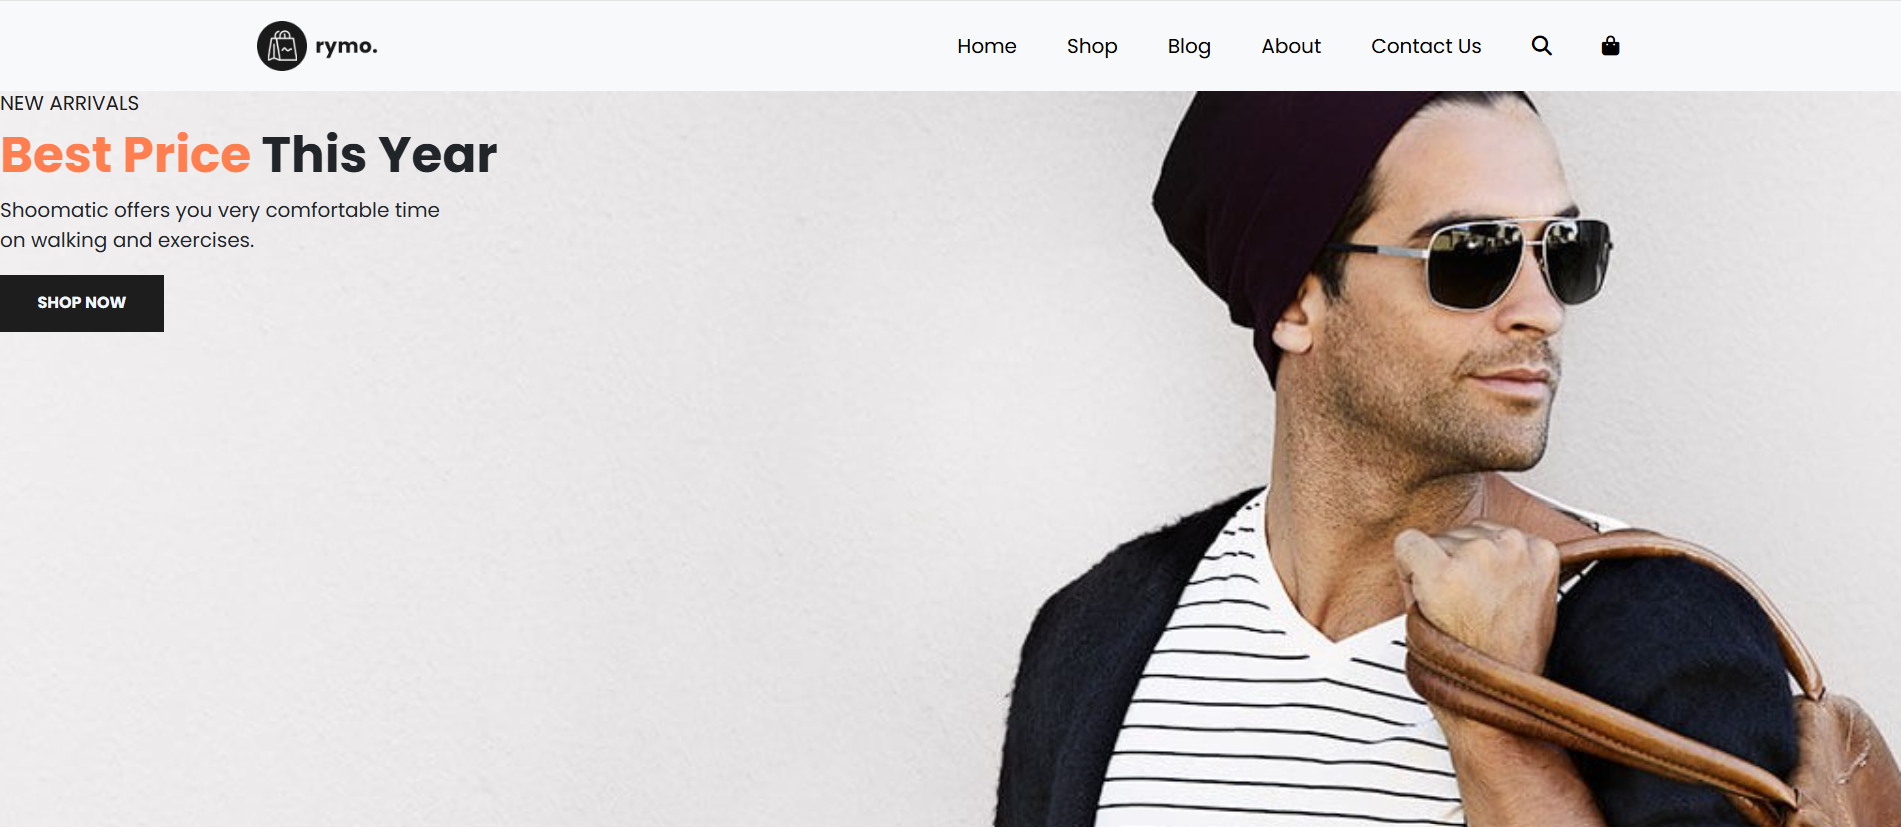 rymo.
Home Shop Blog About Contact Us
NEW ARRIVALS
Best Price This Year
Shoomatic offers you very comfortable time
on walking and exercises.
SHOP NOW